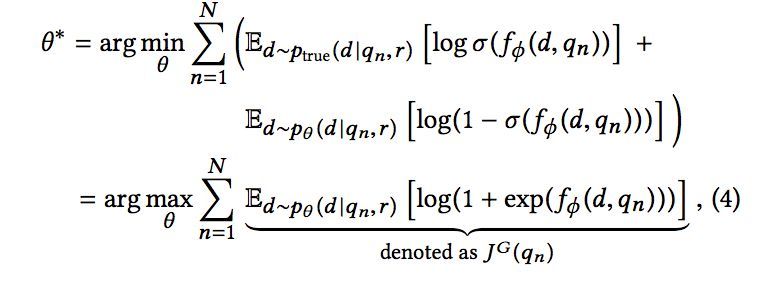 θ* = arg min_θ ∑_{n=1}^{N} ( 𝔼_{d∼p_true(d|q_n,r)} [log σ(f_ϕ(d, q_n))] +
𝔼_{d∼p_θ(d|q_n,r)} [log(1 − σ(f_ϕ(d, q_n)))] )
= arg max_θ ∑_{n=1}^{N} 𝔼_{d∼p_θ(d|q_n,r)} [log(1 + exp(f_ϕ(d, q_n)))] , (4)
denoted as J^G(q_n)